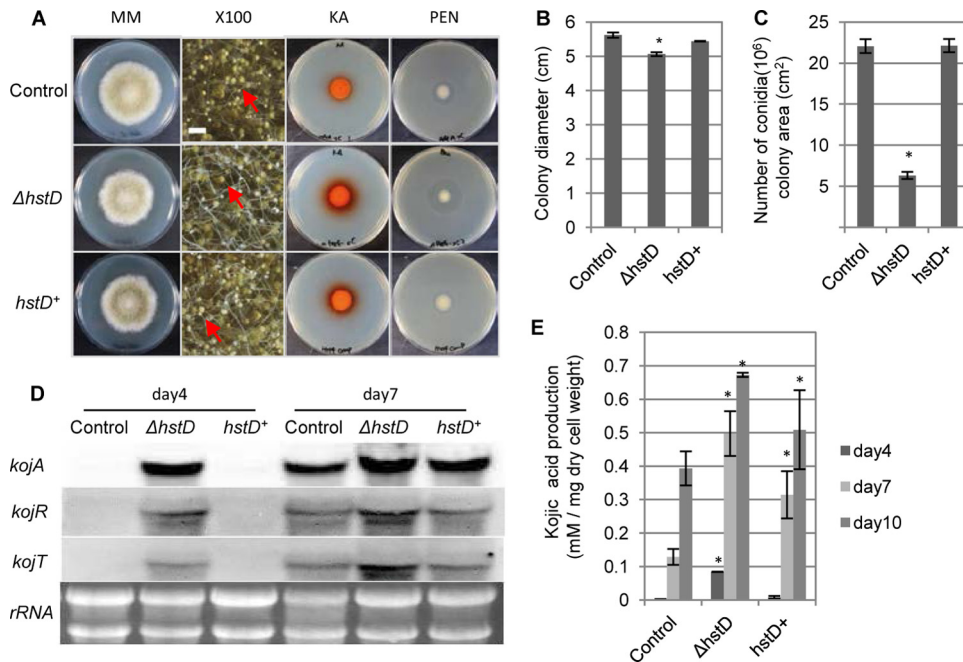 A
MM X100 KA PEN
Control
ΔhstD
hstD+
B
Colony diameter (cm)
6
5
4
3
2
1
0
Control ΔhstD hstD+
*
C
Number of conidia(10⁶)
colony area (cm²)
25
20
15
10
5
Control ΔhstD hstD+
*
D
day4 day7
Control ΔhstD hstD+ Control ΔhstD hstD+
kojA
kojR
kojT
rRNA
E
Kojic acid production
(mM / mg dry cell weight)
0.8
0.7
0.6
0.5
0.4
0.3
0.2
0.1
0
* * * * *
Control ΔhstD hstD+
day4
day7
day10